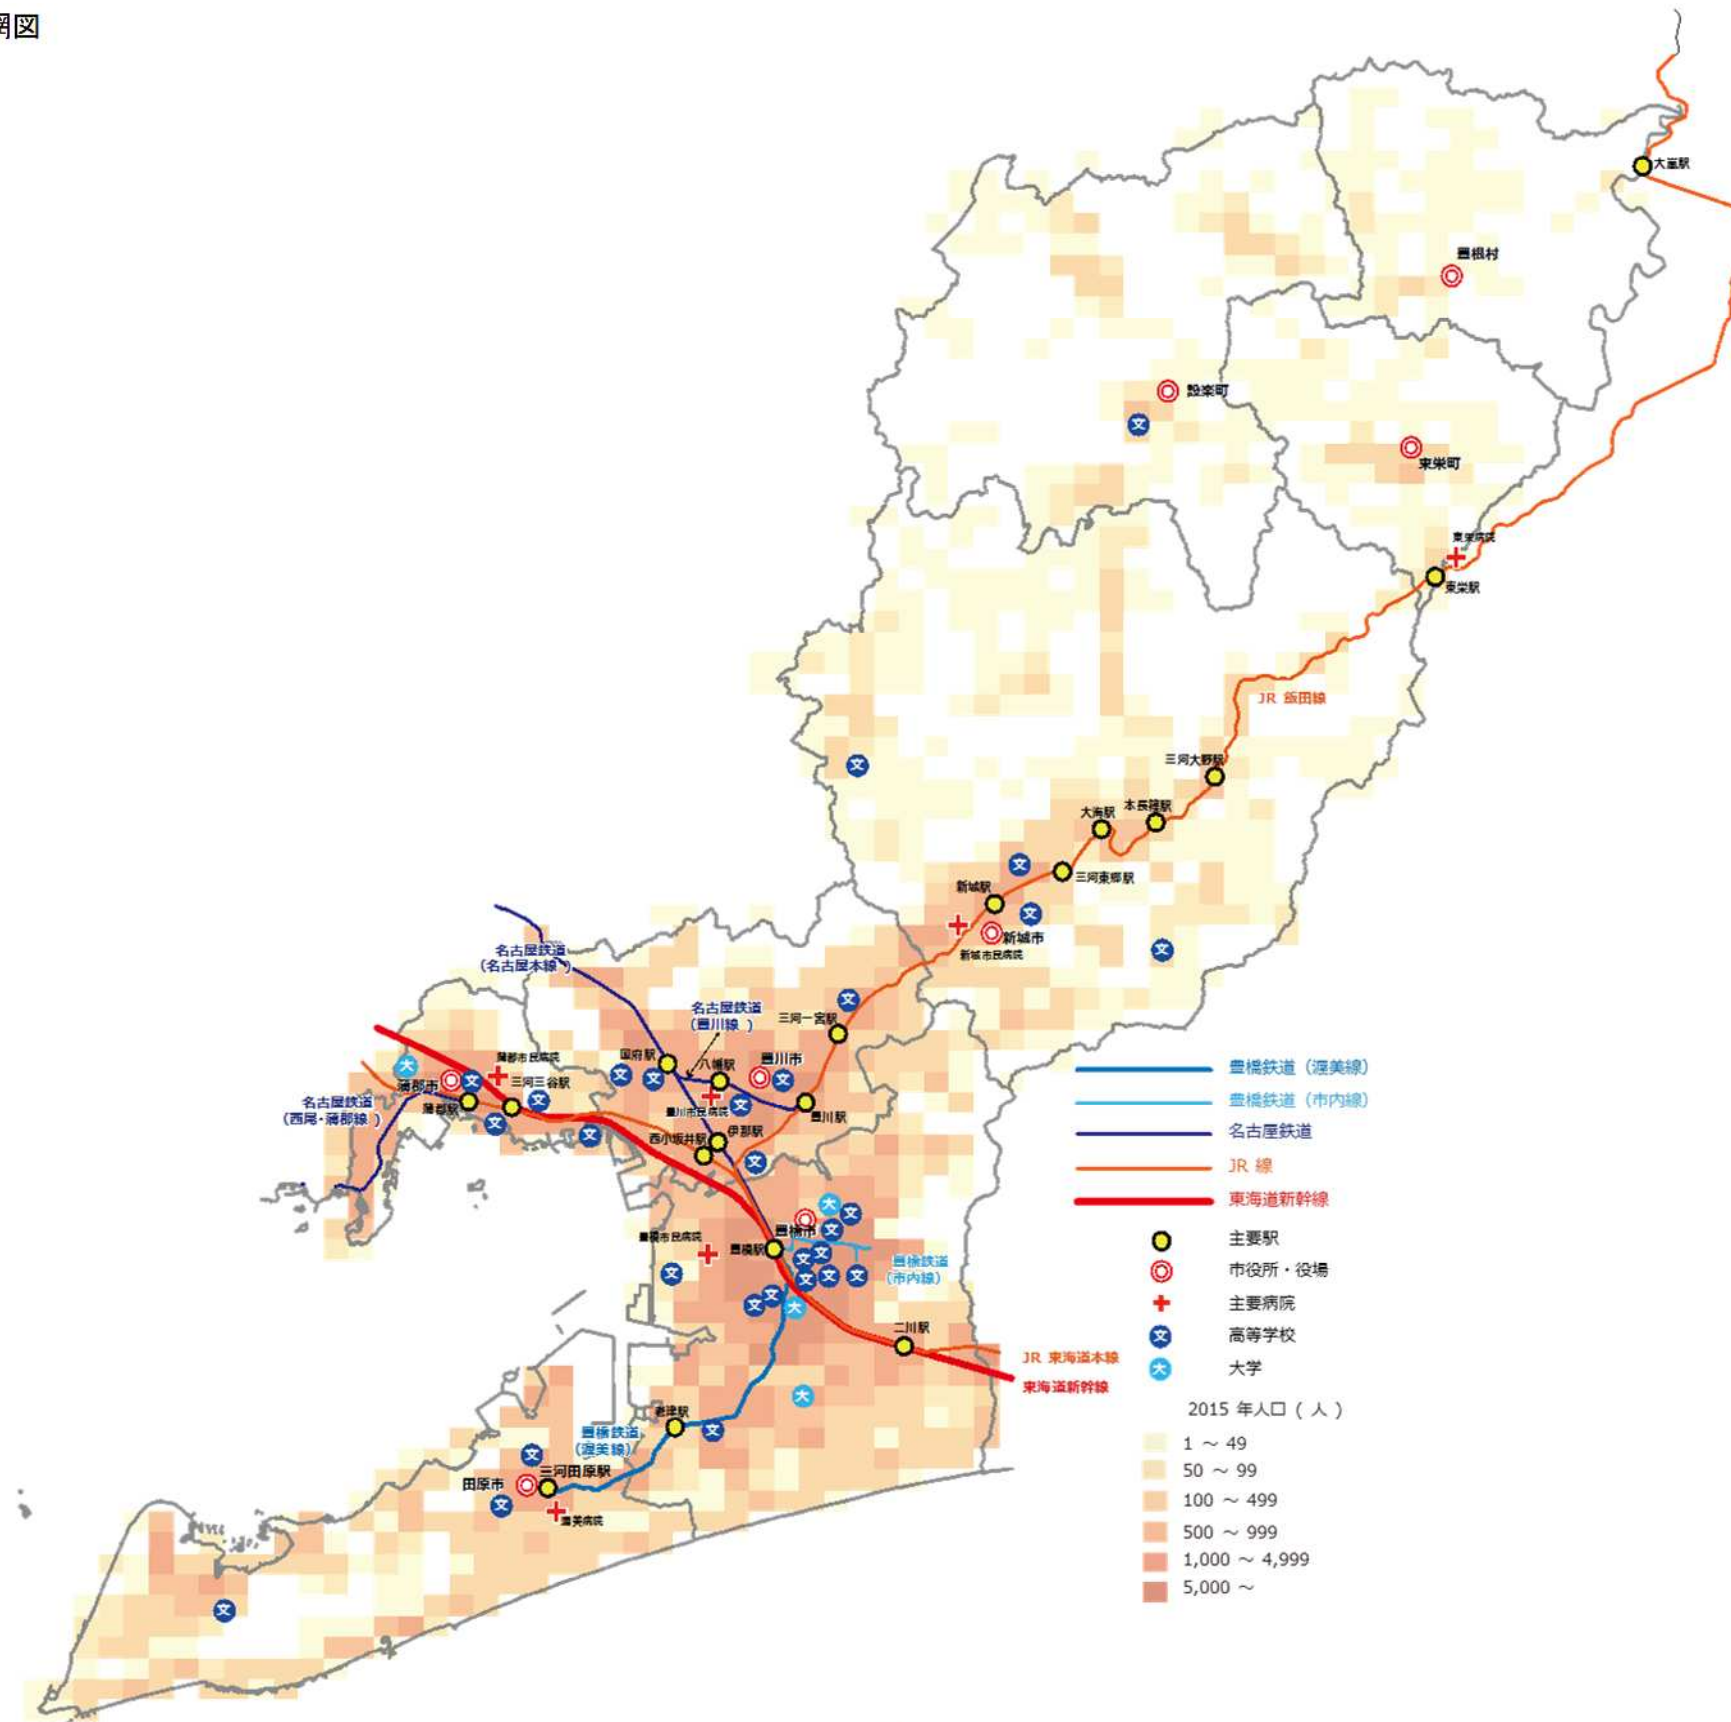 網図
大嵐駅
豊根村
設楽町
東栄町
東栄病院
東栄駅
JR 飯田線
三河大野駅
本長篠駅
大海駅
三河東郷駅
新城駅
新城市
新城市民病院
名古屋鉄道
(名古屋本線 )
名古屋鉄道
(豊川線 )
三河一宮駅
国府駅
八幡駅
豊川市
蒲郡市民病院
三河三谷駅
蒲郡市
蒲郡駅
名古屋鉄道
(西尾・蒲郡線 )
豊川市民病院
豊川駅
西小坂井駅
伊那駅
豊橋市民病院
豊橋市
豊橋駅
豊橋鉄道
(市内線)
二川駅
JR 東海道本線
東海道新幹線
老津駅
豊橋鉄道
(渥美線)
田原市
三河田原駅
渥美病院
豊橋鉄道(渥美線)
豊橋鉄道(市内線)
名古屋鉄道
JR 線
東海道新幹線
主要駅
市役所・役場
主要病院
文 高等学校
大 大学
2015 年人口 ( 人 )
1 ~ 49
50 ~ 99
100 ~ 499
500 ~ 999
1,000 ~ 4,999
5,000 ~